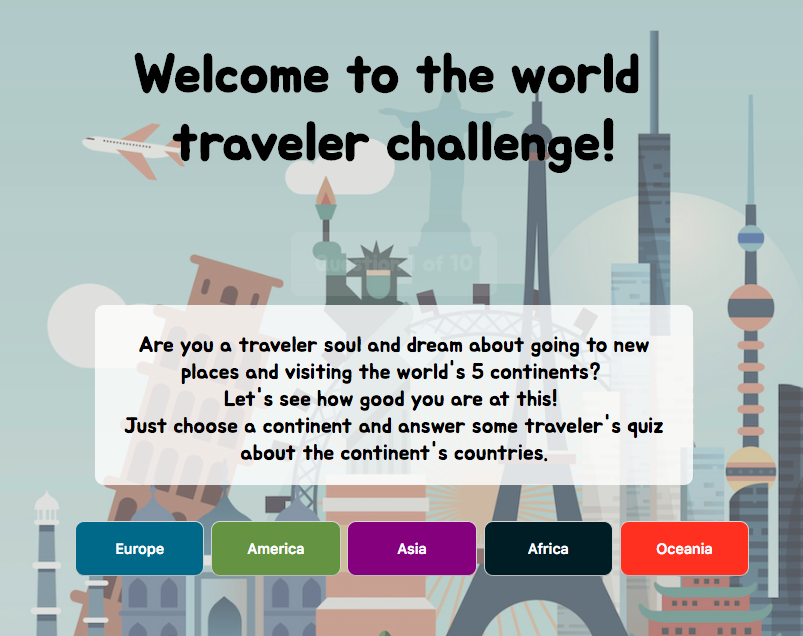 Welcome to the world
traveler challenge!
Question 1 of 10
Are you a traveler soul and dream about going to new
places and visiting the world's 5 continents?
Let's see how good you are at this!
Just choose a continent and answer some traveler's quiz
about the continent's countries.
Europe
America
Asia
Africa
Oceania